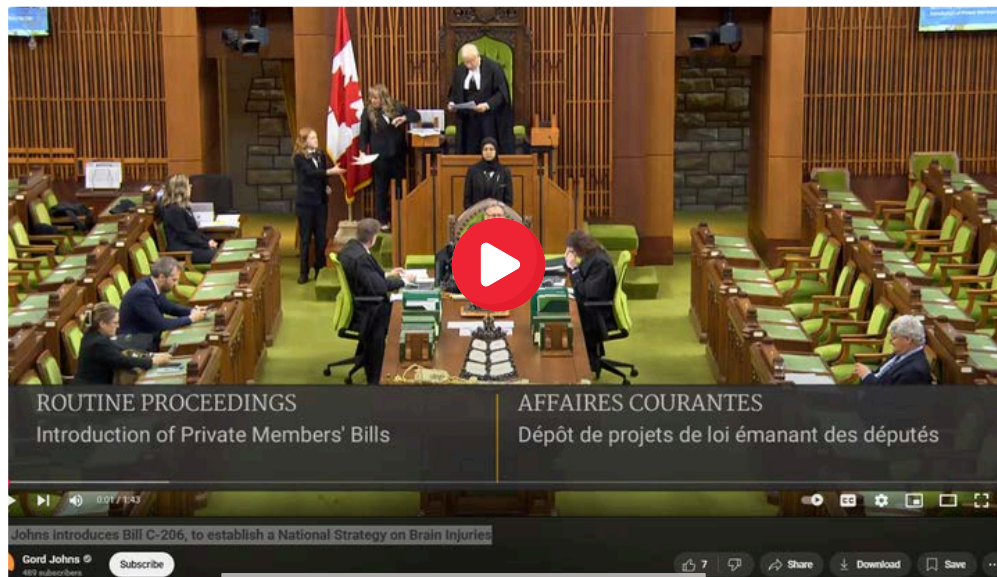 ROUTINE PROCEEDINGS
Introduction of Private Members' Bills
AFFAIRES COURANTES
Dépôt de projets de loi émanant des députés
0:01 / 1:43
Johns introduces Bill C-206, to establish a National Strategy on Brain Injuries
Gord Johns
489 subscribers
Subscribe
7
Share
Download
Save